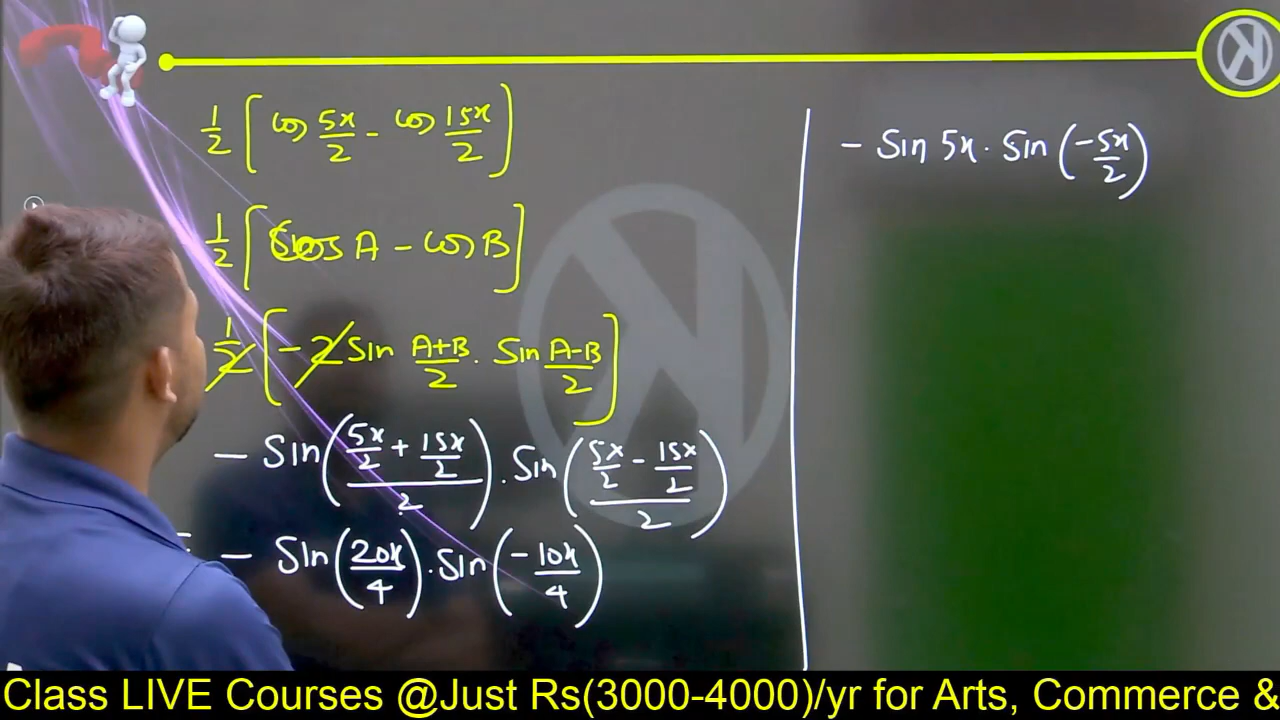 1/2 [cos 5x/2 - cos 15x/2]
1/2 [cos A - cos B]
1/2 [-2 sin A+B/2 . sin A-B/2]
- Sin((5x/2 + 15x/2)/2) . Sin((5x/2 - 15x/2)/2)
= - Sin(20x/4) . Sin(-10x/4)
- Sin 5x . Sin(-5x/2)
Class LIVE Courses @Just Rs(3000-4000)/yr for Arts, Commerce &